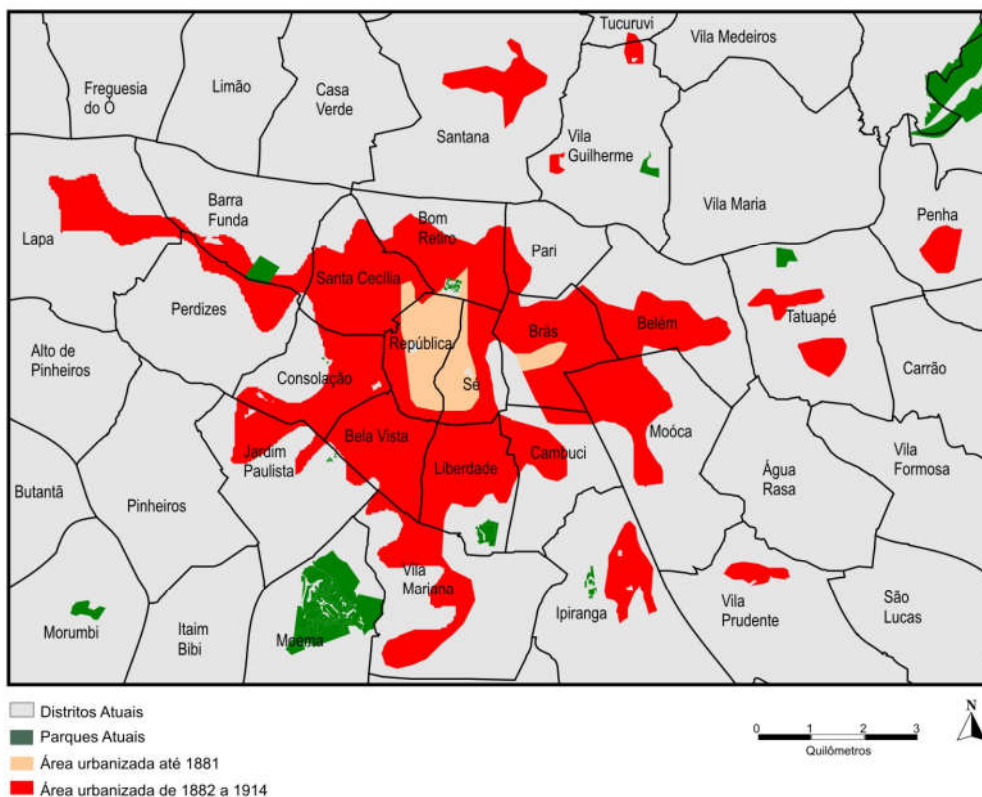 Tucuruvi
Vila Medeiros
Freguesia
do Ó
Limão
Casa
Verde
Santana
Vila
Guilherme
Vila Maria
Penha
Lapa
Barra
Funda
Bom
Retiro
Pari
Santa Cecília
Perdizes
República
Brás
Belém
Tatuapé
Alto de
Pinheiros
Consolação
Sé
Carrão
Jardim
Paulista
Bela Vista
Liberdade
Cambuci
Moóca
Água
Rasa
Vila
Formosa
Butantã
Pinheiros
Vila
Mariana
Ipiranga
Vila
Prudente
São
Lucas
Morumbi
Itaim
Bibi
Moema
Distritos Atuais
Parques Atuais
Área urbanizada até 1881
Área urbanizada de 1882 a 1914
0 1 2 3
Quilômetros
N